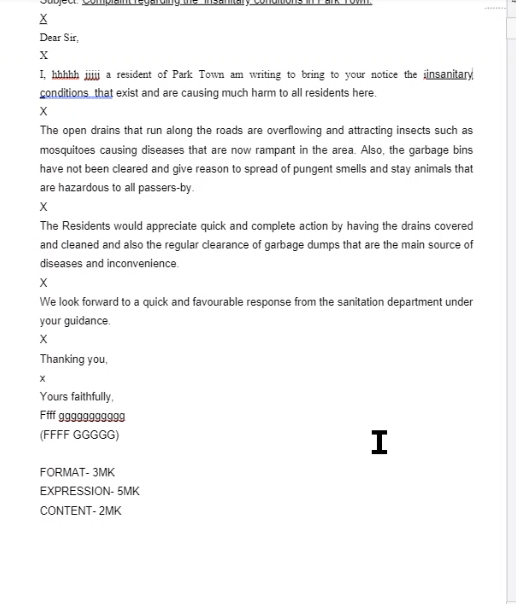 Subject: Complaint regarding the insanitary conditions in Park Town.
X
Dear Sir,
X
I, hhhhh jjjjj a resident of Park Town am writing to bring to your notice the insanitary
conditions that exist and are causing much harm to all residents here.
X
The open drains that run along the roads are overflowing and attracting insects such as
mosquitoes causing diseases that are now rampant in the area. Also, the garbage bins
have not been cleared and give reason to spread of pungent smells and stay animals that
are hazardous to all passers-by.
X
The Residents would appreciate quick and complete action by having the drains covered
and cleaned and also the regular clearance of garbage dumps that are the main source of
diseases and inconvenience.
X
We look forward to a quick and favourable response from the sanitation department under
your guidance.
X
Thanking you,
x
Yours faithfully,
Ffff ggggggggggg
(FFFF GGGGG)
FORMAT- 3MK
EXPRESSION- 5MK
CONTENT- 2MK